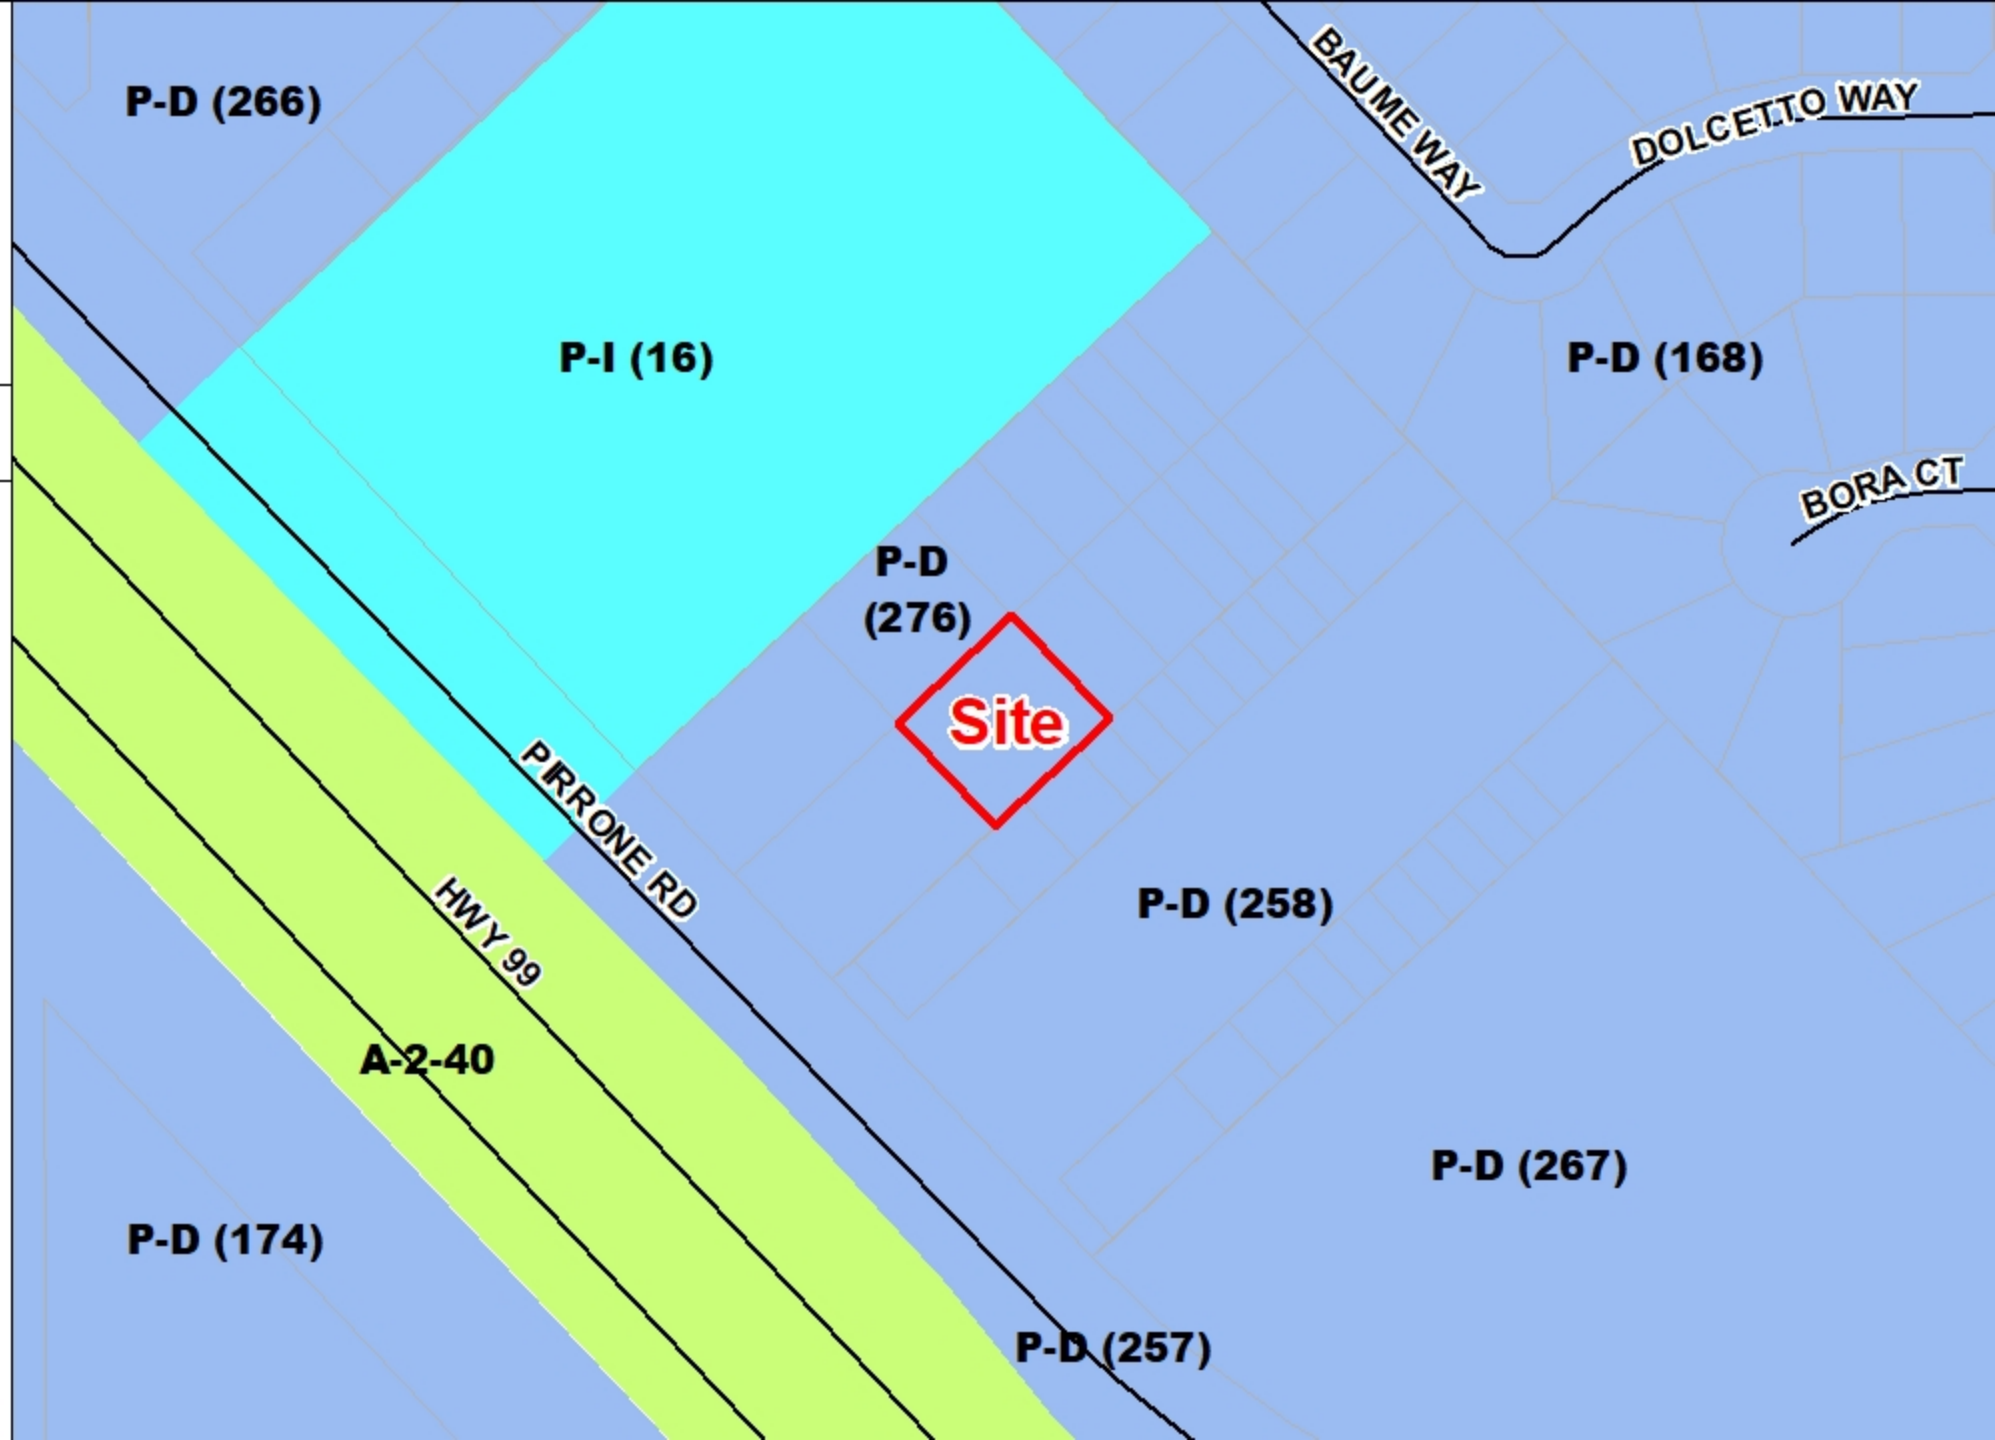 BAUME WAY
DOLCETTO WAY
P-D (266)
P-I (16)
P-D (168)
BORA CT
P-D
(276)
Site
PIRRONE RD
HWY 99
P-D (258)
A-2-40
P-D (267)
P-D (174)
P-D (257)